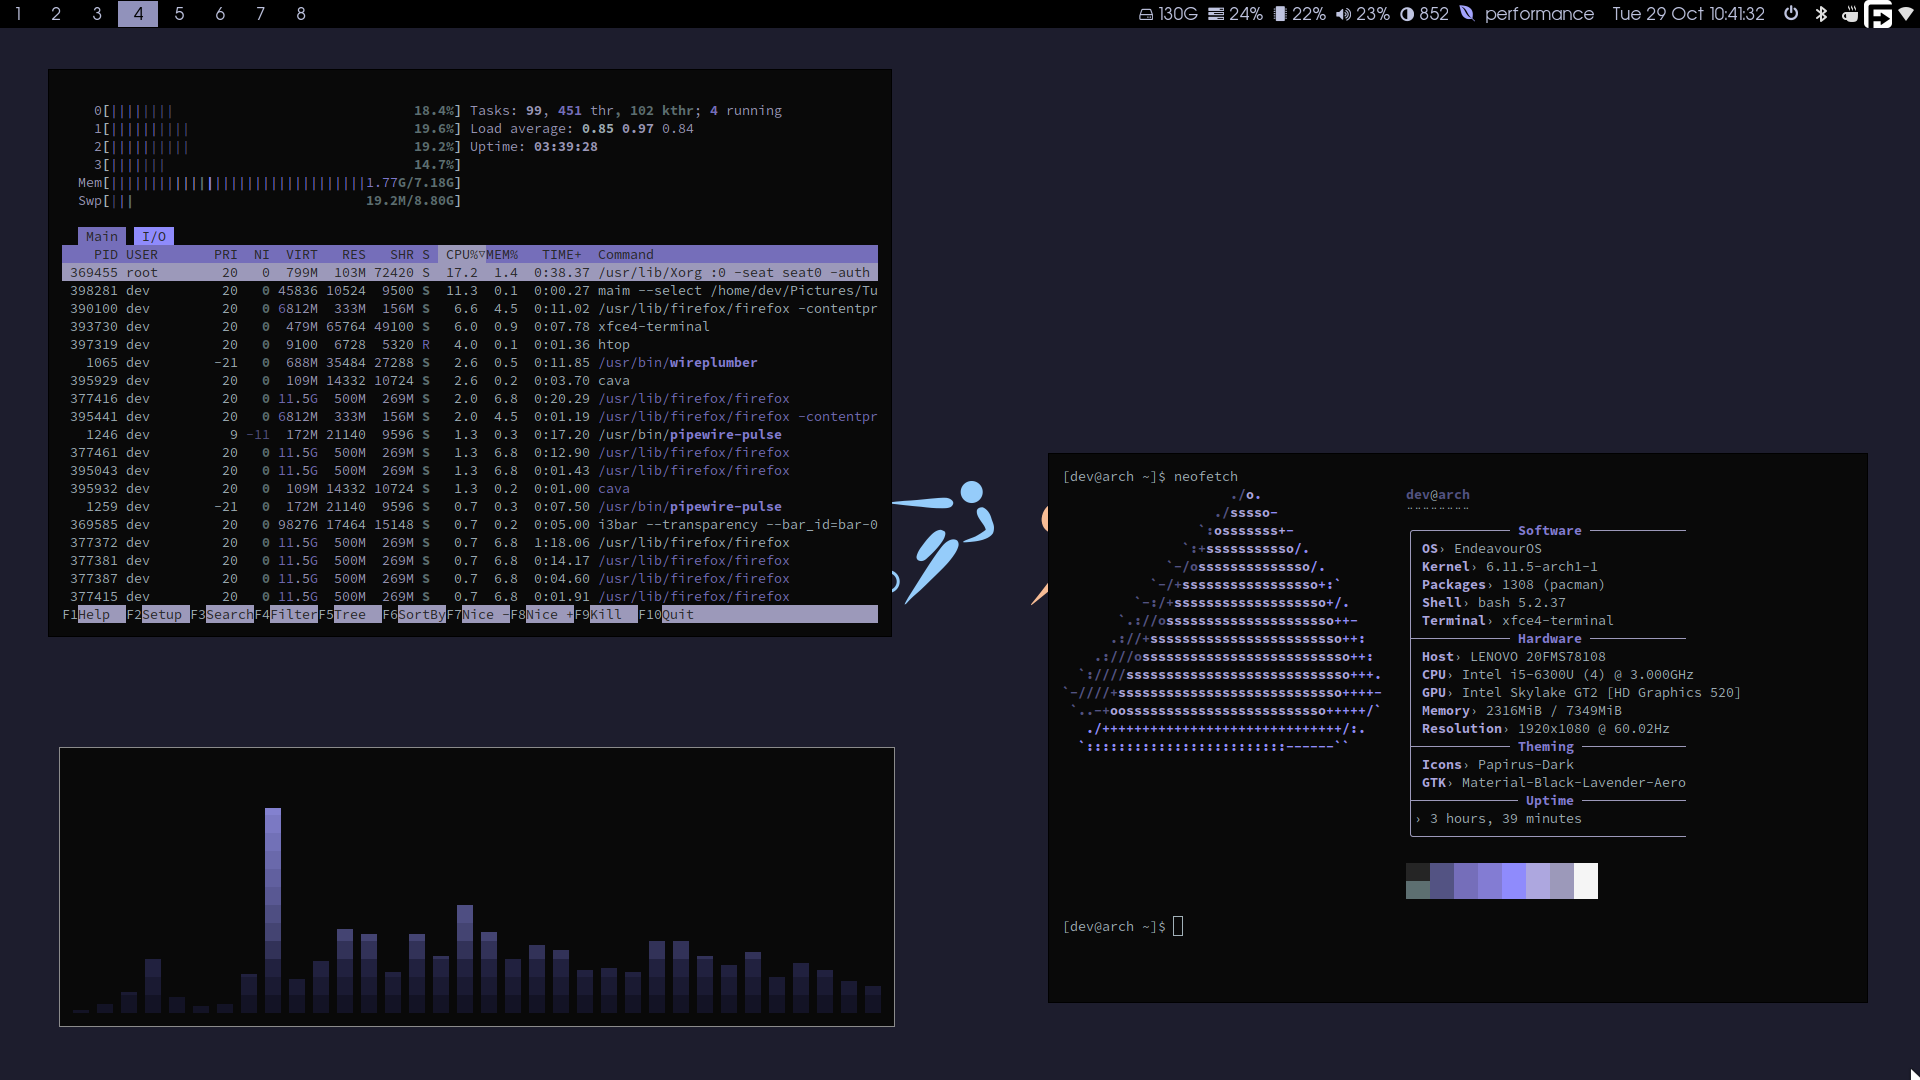 1 2 3 4 5 6 7 8 130G 24% 22% 23% 852 performance Tue 29 Oct 10:41:32
0[|||||||| 18.4%] Tasks: 99, 451 thr, 102 kthr; 4 running
1[|||||||||| 19.6%] Load average: 0.85 0.97 0.84
2[|||||||||| 19.2%] Uptime: 03:39:28
3[||||||| 14.7%]
Mem[||||||||||||||||||||||||||||||||1.77G/7.18G]
Swp[||| 19.2M/8.80G]
Main I/O
PID USER PRI NI VIRT RES SHR S CPU%▽MEM% TIME+ Command
369455 root 20 0 799M 103M 72420 S 17.2 1.4 0:38.37 /usr/lib/Xorg :0 -seat seat0 -auth
398281 dev 20 0 45836 10524 9500 S 11.3 0.1 0:00.27 maim --select /home/dev/Pictures/Tu
390100 dev 20 0 6812M 333M 156M S 6.6 4.5 0:11.02 /usr/lib/firefox/firefox -contentpr
393730 dev 20 0 479M 65764 49100 S 6.0 0.9 0:07.78 xfce4-terminal
397319 dev 20 0 9100 6728 5320 R 4.0 0.1 0:01.36 htop
1065 dev -21 0 688M 35484 27288 S 2.6 0.5 0:11.85 /usr/bin/wireplumber
395929 dev 20 0 109M 14332 10724 S 2.6 0.2 0:03.70 cava
377416 dev 20 0 11.5G 500M 269M S 2.0 6.8 0:20.29 /usr/lib/firefox/firefox
395441 dev 20 0 6812M 333M 156M S 2.0 4.5 0:01.19 /usr/lib/firefox/firefox -contentpr
1246 dev 9 -11 172M 21140 9596 S 1.3 0.3 0:17.20 /usr/bin/pipewire-pulse
377461 dev 20 0 11.5G 500M 269M S 1.3 6.8 0:12.90 /usr/lib/firefox/firefox
395043 dev 20 0 11.5G 500M 269M S 1.3 6.8 0:01.43 /usr/lib/firefox/firefox
395932 dev 20 0 109M 14332 10724 S 1.3 0.2 0:01.00 cava
1259 dev -21 0 172M 21140 9596 S 0.7 0.3 0:07.50 /usr/bin/pipewire-pulse
369585 dev 20 0 98276 17464 15148 S 0.7 0.2 0:05.00 i3bar --transparency --bar_id=bar-0
377372 dev 20 0 11.5G 500M 269M S 0.7 6.8 1:18.06 /usr/lib/firefox/firefox
377381 dev 20 0 11.5G 500M 269M S 0.7 6.8 0:14.17 /usr/lib/firefox/firefox
377387 dev 20 0 11.5G 500M 269M S 0.7 6.8 0:04.60 /usr/lib/firefox/firefox
377415 dev 20 0 11.5G 500M 269M S 0.7 6.8 0:01.91 /usr/lib/firefox/firefox
F1Help F2Setup F3SearchF4FilterF5Tree F6SortByF7Nice -F8Nice +F9Kill F10Quit
[dev@arch ~]$ neofetch
./o.
./sssso-
`:osssssss+-
`:+sssssssssso/.
`-/ossssssssssssso/.
`-/+sssssssssssssssso+:`
`-:/+sssssssssssssssssso+/.
`.://osssssssssssssssssssso++-
.://+ssssssssssssssssssssssso++:
.:///ossssssssssssssssssssssssso++:
`:////ssssssssssssssssssssssssssso+++.
`-////+ssssssssssssssssssssssssssso++++-
`..-+oosssssssssssssssssssssssso+++++/`
./++++++++++++++++++++++++++++++/:.
`:::::::::::::::::::::::::------``
dev@arch
--------
Software
OS› EndeavourOS
Kernel› 6.11.5-arch1-1
Packages› 1308 (pacman)
Shell› bash 5.2.37
Terminal› xfce4-terminal
Hardware
Host› LENOVO 20FMS78108
CPU› Intel i5-6300U (4) @ 3.000GHz
GPU› Intel Skylake GT2 [HD Graphics 520]
Memory› 2316MiB / 7349MiB
Resolution› 1920x1080 @ 60.02Hz
Theming
Icons› Papirus-Dark
GTK› Material-Black-Lavender-Aero
Uptime
› 3 hours, 39 minutes
[dev@arch ~]$